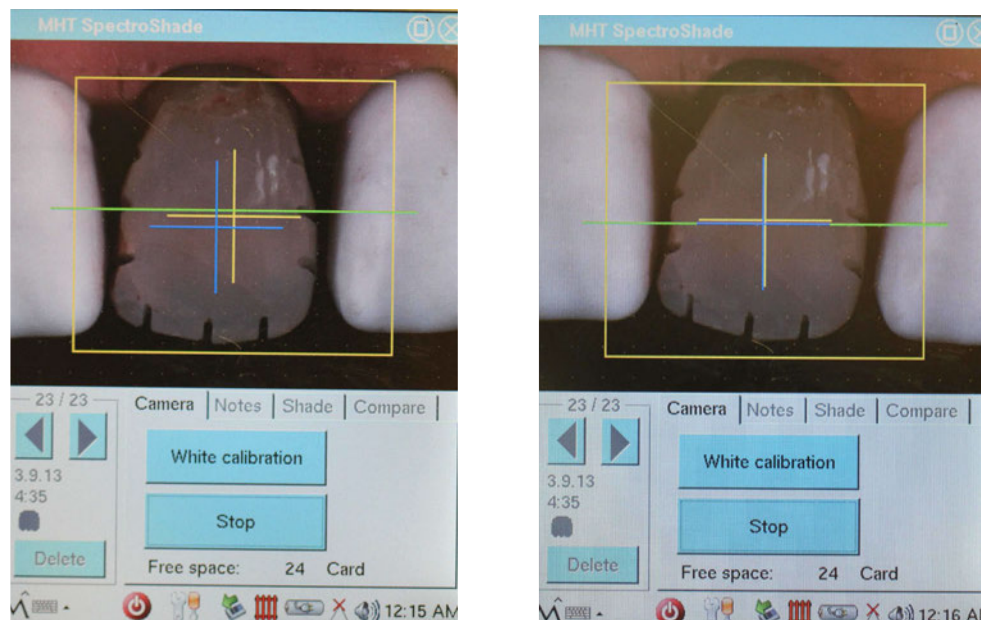 MHT SpectroShade
23 / 23
Camera
Notes
Shade
Compare
White calibration
3.9.13
4:35
Stop
Delete
Free space: 24 Card
12:15 AM
MHT SpectroShade
23 / 23
Camera
Notes
Shade
Compare
White calibration
3.9.13
4:35
Stop
Delete
Free space: 24 Card
12:16 AM